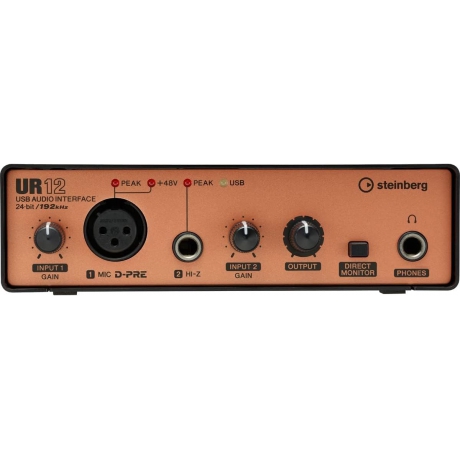 UR12
USB AUDIO INTERFACE
24-bit /192kHz
PEAK +48V PEAK USB
steinberg
INPUT 1
GAIN
1 MIC D-PRE
2 HI-Z
INPUT 2
GAIN
OUTPUT
DIRECT
MONITOR
PHONES